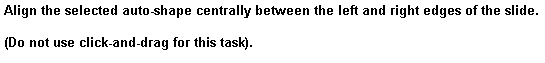 Align the selected auto-shape centrally between the left and right edges of the slide.
(Do not use click-and-drag for this task).